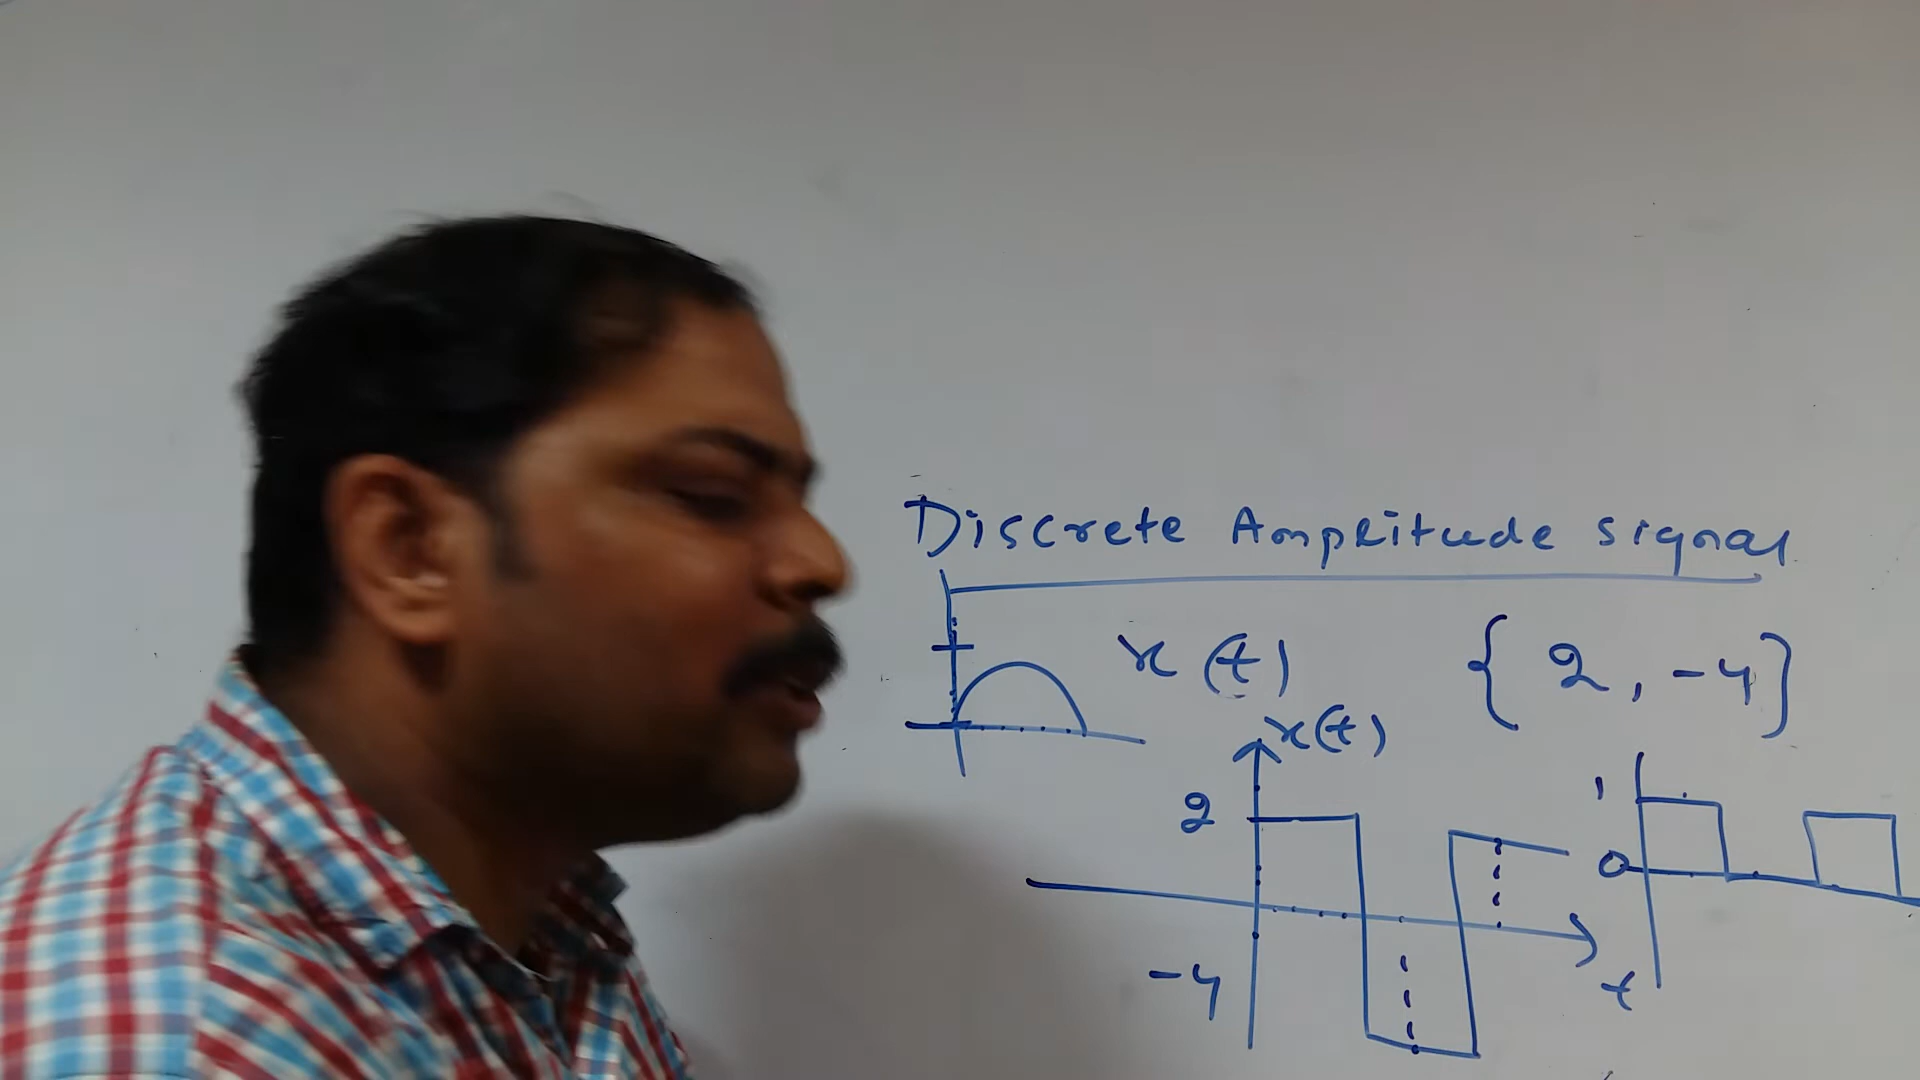 Discrete Amplitude signal
x(t) { 2, -4 }
x(t)
2
1
0
-4
t